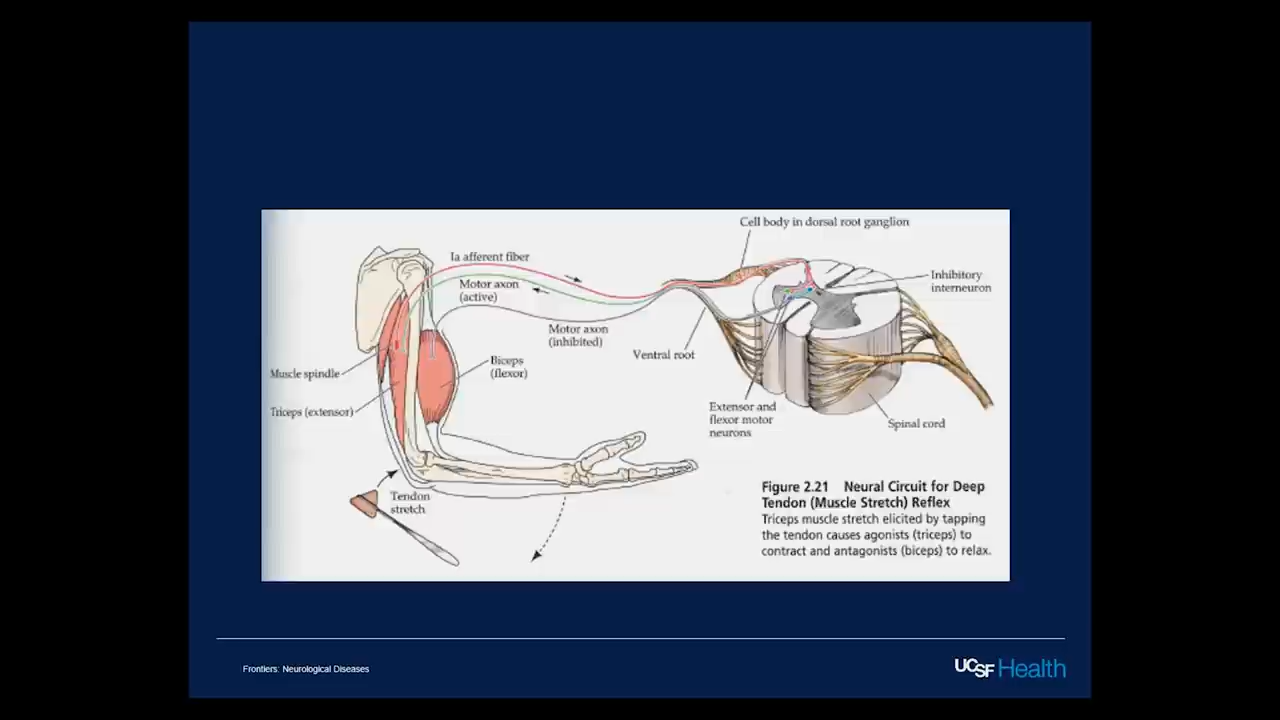 Cell body in dorsal root ganglion
Ia afferent fiber
Motor axon
(active)
Inhibitory
interneuron
Motor axon
(inhibited)
Ventral root
Biceps
(flexor)
Muscle spindle
Triceps (extensor)
Extensor and
flexor motor
neurons
Spinal cord
Tendon
stretch
Figure 2.21 Neural Circuit for Deep
Tendon (Muscle Stretch) Reflex
Triceps muscle stretch elicited by tapping
the tendon causes agonists (triceps) to
contract and antagonists (biceps) to relax.
Frontiers: Neurological Diseases
UCSF Health